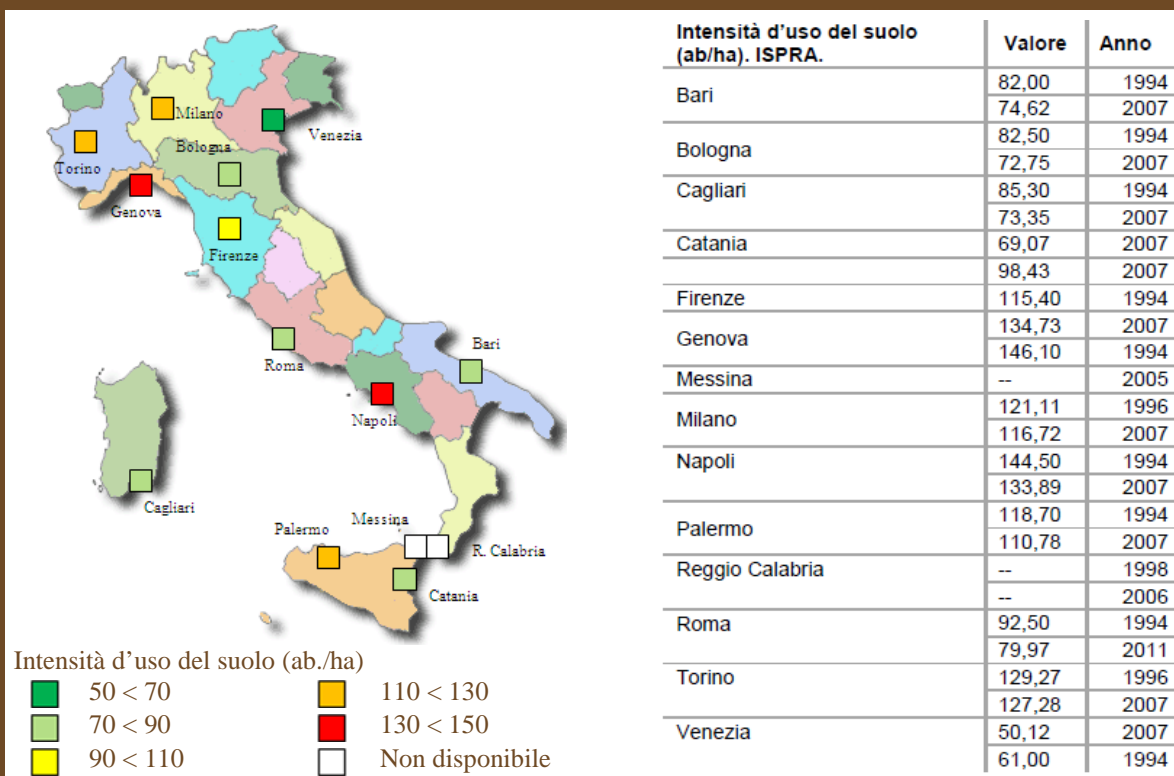 Milano
Venezia
Bologna
Torino
Genova
Firenze
Roma
Bari
Napoli
Cagliari
Messina
Palermo
R. Calabria
Catania
Intensità d'uso del suolo (ab./ha)
50 < 70
110 < 130
70 < 90
130 < 150
90 < 110
Non disponibile
Intensità d'uso del suolo (ab/ha). ISPRA. Valore Anno
Bari 82,00 1994
74,62 2007
Bologna 82,50 1994
72,75 2007
Cagliari 85,30 1994
73,35 2007
Catania 69,07 2007
98,43 2007
Firenze 115,40 1994
Genova 134,73 2007
146,10 1994
Messina -- 2005
Milano 121,11 1996
116,72 2007
Napoli 144,50 1994
133,89 2007
Palermo 118,70 1994
110,78 2007
Reggio Calabria -- 1998
-- 2006
Roma 92,50 1994
79,97 2011
Torino 129,27 1996
127,28 2007
Venezia 50,12 2007
61,00 1994